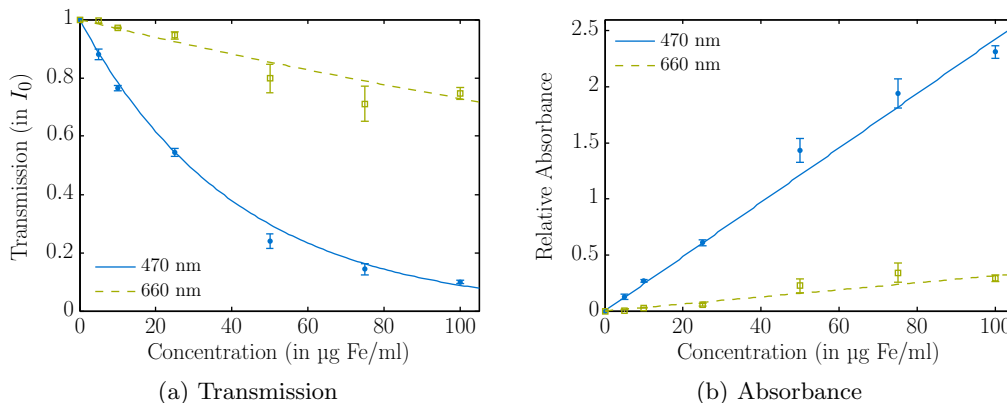 1
0.8
0.6
0.4
0.2
0
Transmission (in I₀)
470 nm
660 nm
0 20 40 60 80 100
Concentration (in µg Fe/ml)
(a) Transmission
2.5
2
1.5
1
0.5
0
Relative Absorbance
470 nm
660 nm
0 20 40 60 80 100
Concentration (in µg Fe/ml)
(b) Absorbance